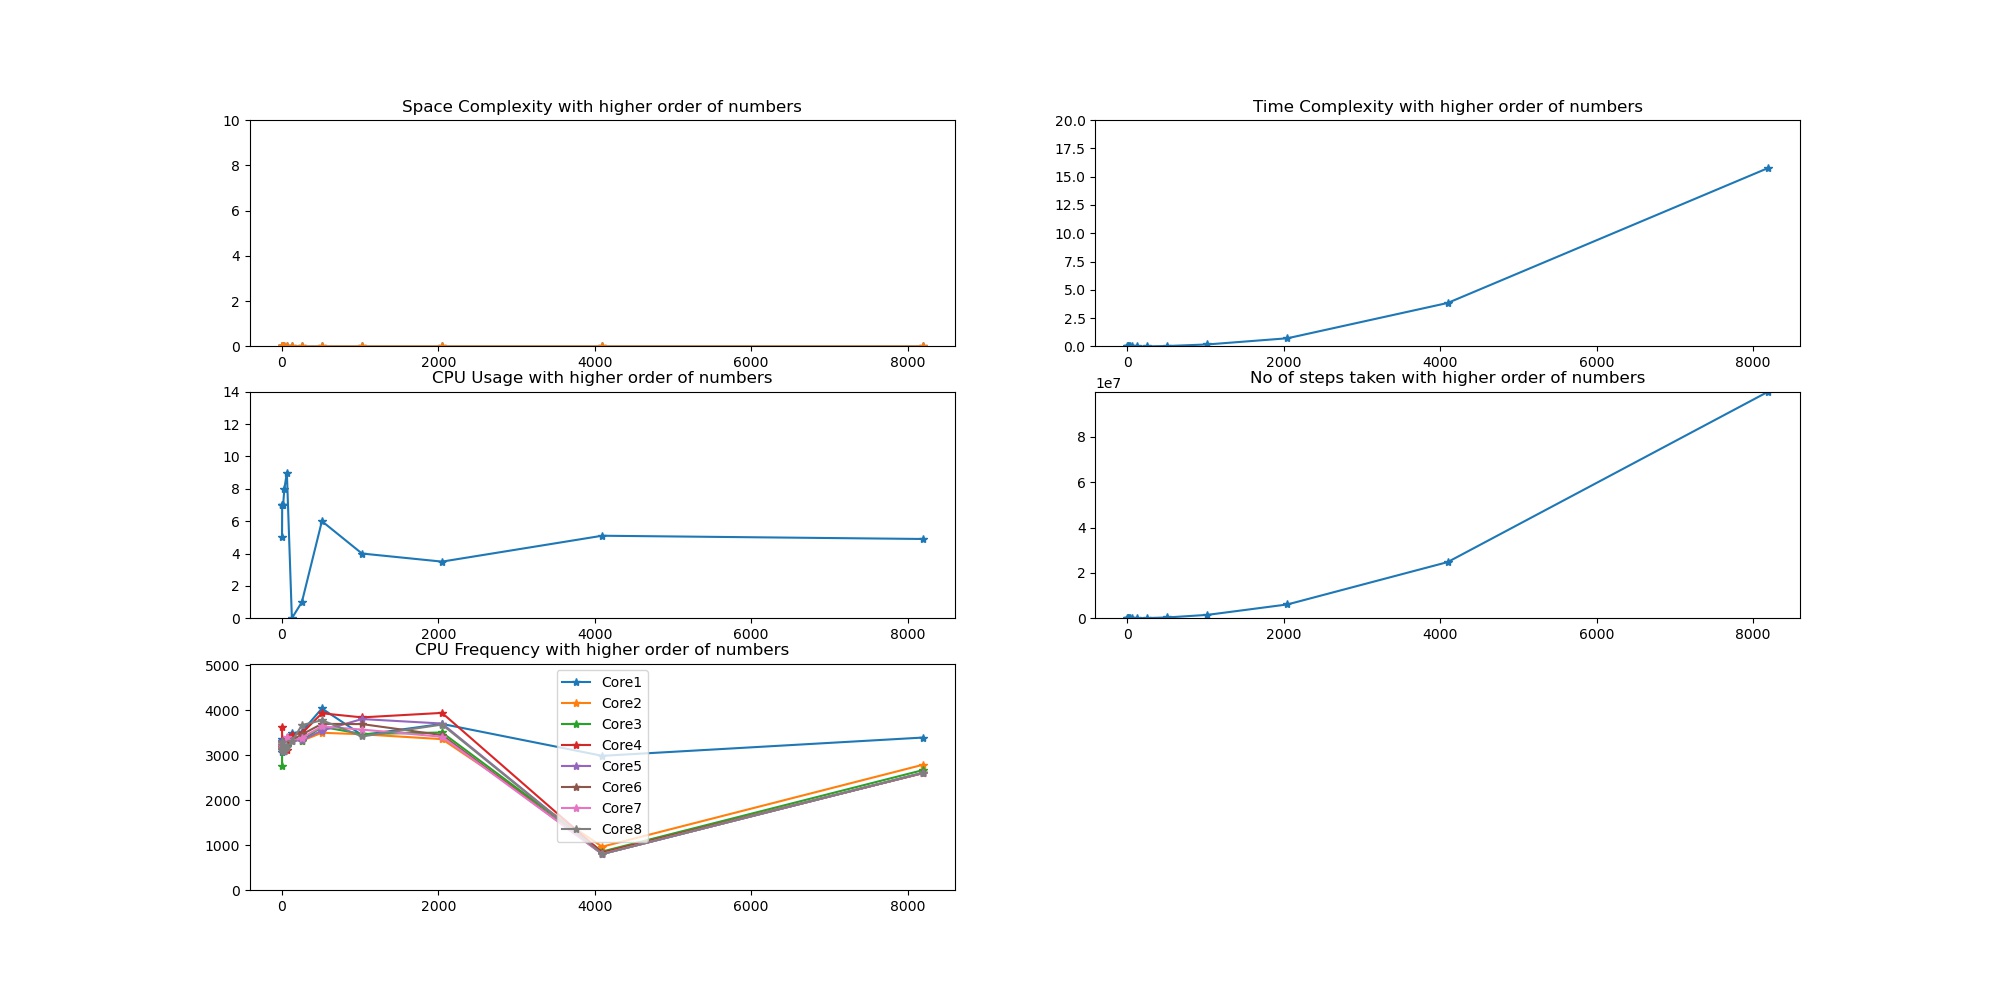 Space Complexity with higher order of numbers
10
8
6
4
2
0
0 2000 4000 6000 8000
Time Complexity with higher order of numbers
20.0
17.5
15.0
12.5
10.0
7.5
5.0
2.5
0.0
0 2000 4000 6000 8000
CPU Usage with higher order of numbers
14
12
10
8
6
4
2
0
0 2000 4000 6000 8000
No of steps taken with higher order of numbers
1e7
8
6
4
2
0
0 2000 4000 6000 8000
CPU Frequency with higher order of numbers
5000
4000
3000
2000
1000
0
0 2000 4000 6000 8000
Core1
Core2
Core3
Core4
Core5
Core6
Core7
Core8